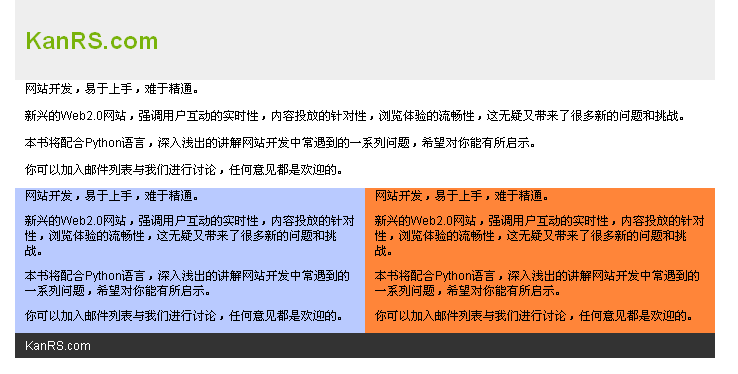 KanRS.com
网站开发，易于上手，难于精通。
新兴的Web2.0网站，强调用户互动的实时性，内容投放的针对性，浏览体验的流畅性，这无疑又带来了很多新的问题和挑战。
本书将配合Python语言，深入浅出的讲解网站开发中常遇到的一系列问题，希望对你能有所启示。
你可以加入邮件列表与我们进行讨论，任何意见都是欢迎的。
网站开发，易于上手，难于精通。
新兴的Web2.0网站，强调用户互动的实时性，内容投放的针对
性，浏览体验的流畅性，这无疑又带来了很多新的问题和挑
战。
本书将配合Python语言，深入浅出的讲解网站开发中常遇到的
一系列问题，希望对你能有所启示。
你可以加入邮件列表与我们进行讨论，任何意见都是欢迎的。
网站开发，易于上手，难于精通。
新兴的Web2.0网站，强调用户互动的实时性，内容投放的针对
性，浏览体验的流畅性，这无疑又带来了很多新的问题和挑
战。
本书将配合Python语言，深入浅出的讲解网站开发中常遇到的
一系列问题，希望对你能有所启示。
你可以加入邮件列表与我们进行讨论，任何意见都是欢迎的。
KanRS.com